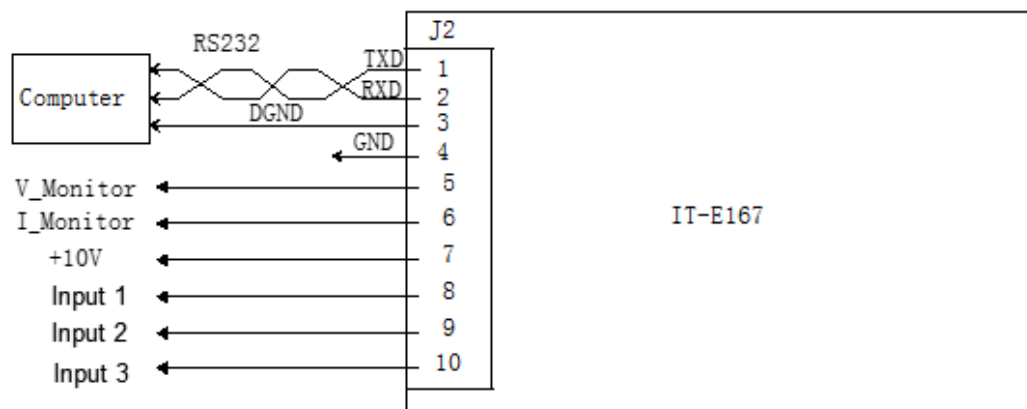 J2
RS232
TXD 1
Computer
RXD 2
DGND 3
GND 4
V_Monitor 5
I_Monitor 6
IT-E167
+10V 7
Input 1 8
Input 2 9
Input 3 10